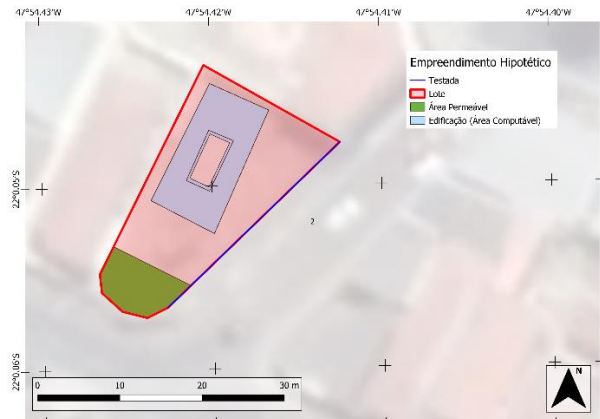 47°54.43'W 47°54.42'W 47°54.41'W 47°54.40'W
Empreendimento Hipotético
Testada
Lote
Área Permeável
Edificação (Área Computável)
22°0.05'S
2
22°0.06'S
0 10 20 30 m
N